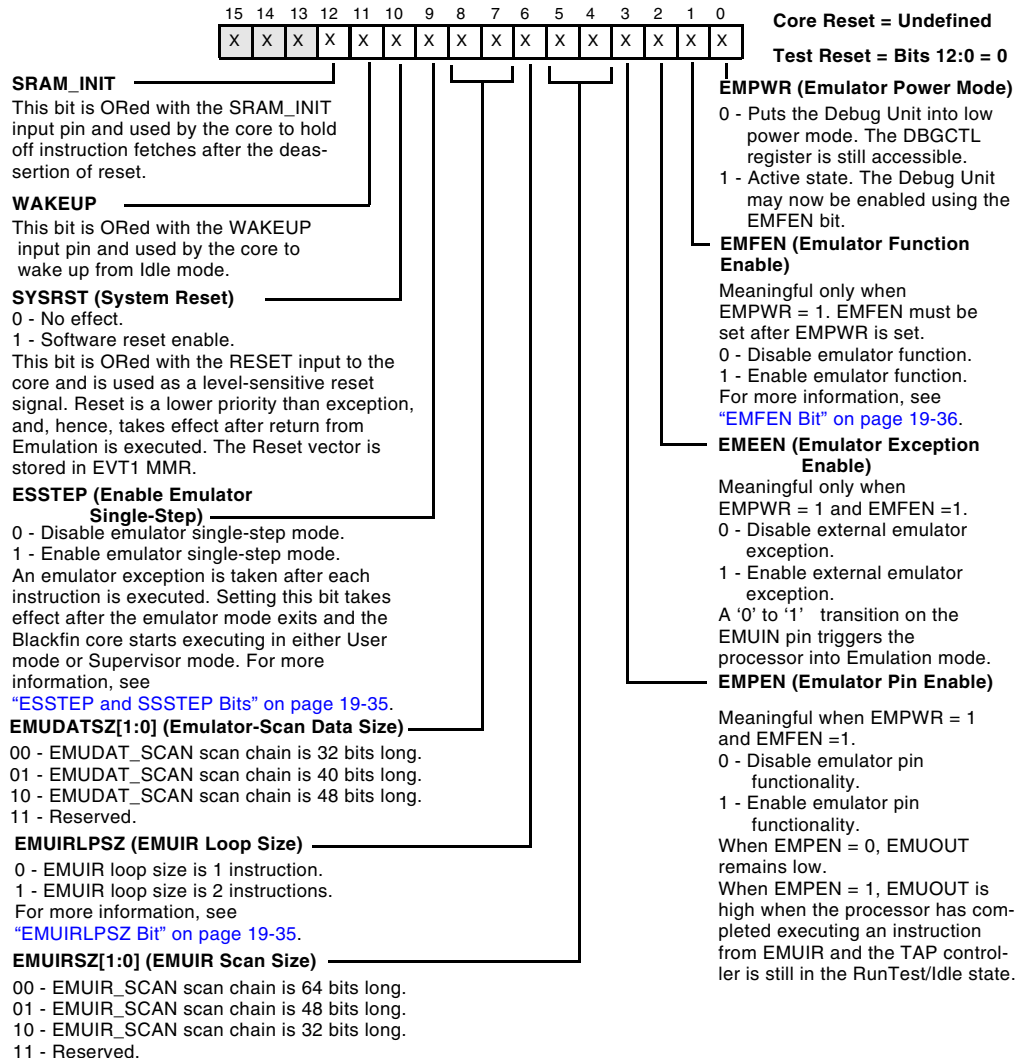 15 14 13 12 11 10 9 8 7 6 5 4 3 2 1 0
X X X X X X X X X X X X X X X X
Core Reset = Undefined
Test Reset = Bits 12:0 = 0
SRAM_INIT
This bit is ORed with the SRAM_INIT
input pin and used by the core to hold
off instruction fetches after the deas-
sertion of reset.
WAKEUP
This bit is ORed with the WAKEUP
input pin and used by the core to
wake up from Idle mode.
SYSRST (System Reset)
0 - No effect.
1 - Software reset enable.
This bit is ORed with the RESET input to the
core and is used as a level-sensitive reset
signal. Reset is a lower priority than exception,
and, hence, takes effect after return from
Emulation is executed. The Reset vector is
stored in EVT1 MMR.
ESSTEP (Enable Emulator
Single-Step)
0 - Disable emulator single-step mode.
1 - Enable emulator single-step mode.
An emulator exception is taken after each
instruction is executed. Setting this bit takes
effect after the emulator mode exits and the
Blackfin core starts executing in either User
mode or Supervisor mode. For more
information, see
“ESSTEP and SSSTEP Bits” on page 19-35.
EMUDATSZ[1:0] (Emulator-Scan Data Size)
00 - EMUDAT_SCAN scan chain is 32 bits long.
01 - EMUDAT_SCAN scan chain is 40 bits long.
10 - EMUDAT_SCAN scan chain is 48 bits long.
11 - Reserved.
EMUIRLPSZ (EMUIR Loop Size)
0 - EMUIR loop size is 1 instruction.
1 - EMUIR loop size is 2 instructions.
For more information, see
“EMUIRLPSZ Bit” on page 19-35.
EMUIRSZ[1:0] (EMUIR Scan Size)
00 - EMUIR_SCAN scan chain is 64 bits long.
01 - EMUIR_SCAN scan chain is 48 bits long.
10 - EMUIR_SCAN scan chain is 32 bits long.
11 - Reserved.
EMPWR (Emulator Power Mode)
0 - Puts the Debug Unit into low
power mode. The DBGCTL
register is still accessible.
1 - Active state. The Debug Unit
may now be enabled using the
EMFEN bit.
EMFEN (Emulator Function
Enable)
Meaningful only when
EMPWR = 1. EMFEN must be
set after EMPWR is set.
0 - Disable emulator function.
1 - Enable emulator function.
For more information, see
“EMFEN Bit” on page 19-36.
EMEEN (Emulator Exception
Enable)
Meaningful only when
EMPWR = 1 and EMFEN =1.
0 - Disable external emulator
exception.
1 - Enable external emulator
exception.
A ‘0’ to ‘1’ transition on the
EMUIN pin triggers the
processor into Emulation mode.
EMPEN (Emulator Pin Enable)
Meaningful when EMPWR = 1
and EMFEN =1.
0 - Disable emulator pin
functionality.
1 - Enable emulator pin
functionality.
When EMPEN = 0, EMUOUT
remains low.
When EMPEN = 1, EMUOUT is
high when the processor has com-
pleted executing an instruction
from EMUIR and the TAP control-
ler is still in the RunTest/Idle state.